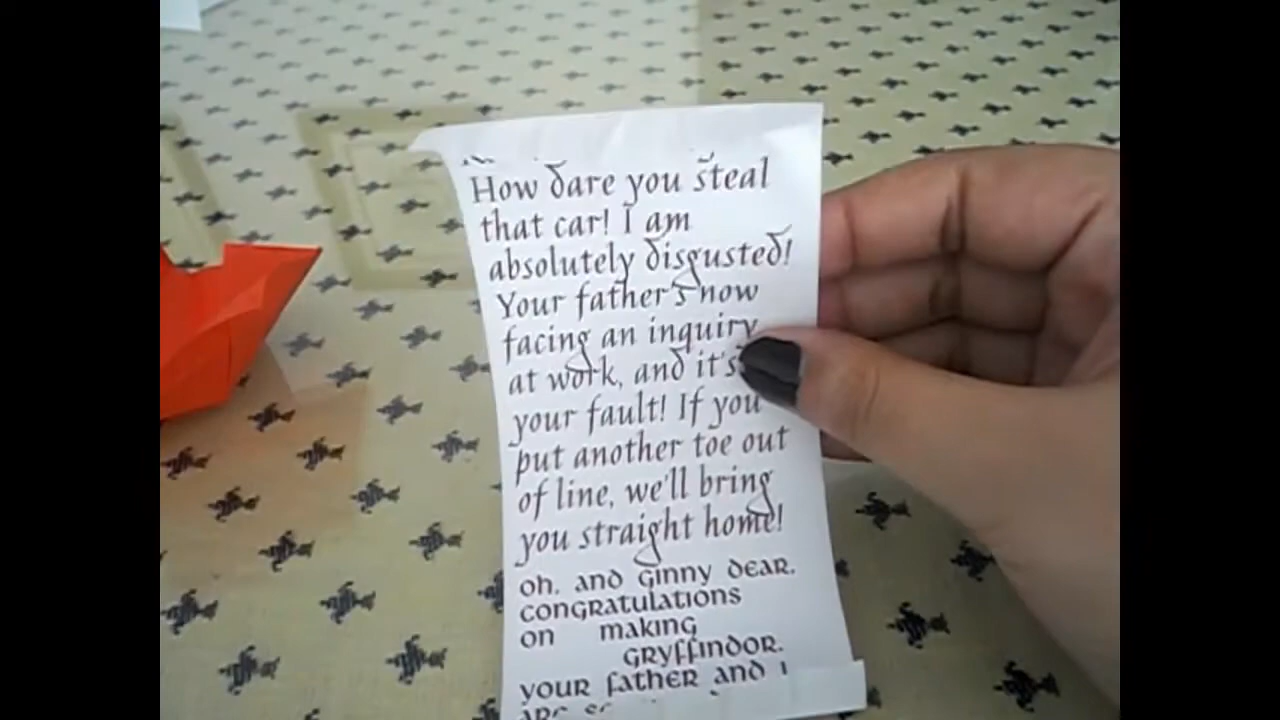 How dare you steal
that car! I am
absolutely disgusted!
Your father's now
facing an inquiry
at work, and it's
your fault! If you
put another toe out
of line, we'll bring
you straight home!
oh, and ginny dear,
congratulations
on making
gryffindor.
your father and I